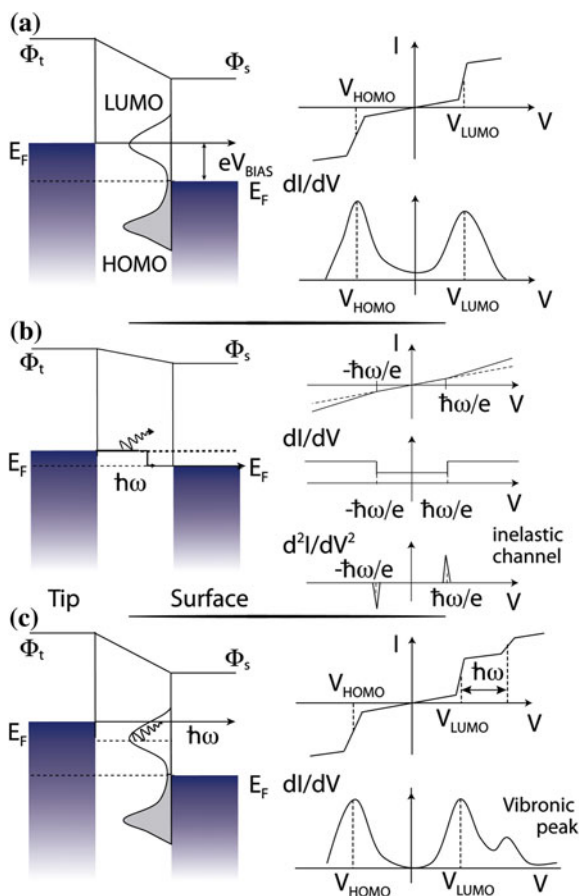 (a)
Φt
Φs
LUMO
EF
eVBIAS
EF
HOMO
I
VHOMO
VLUMO
V
dI/dV
VHOMO
VLUMO
V
(b)
Φt
Φs
EF
ħω
EF
I
-ħω/e
ħω/e
V
dI/dV
-ħω/e
ħω/e
V
d²I/dV²
inelastic
channel
-ħω/e
ħω/e
V
Tip
Surface
(c)
Φt
Φs
EF
ħω
EF
I
VHOMO
ħω
VLUMO
V
dI/dV
Vibronic
peak
VHOMO
VLUMO
V